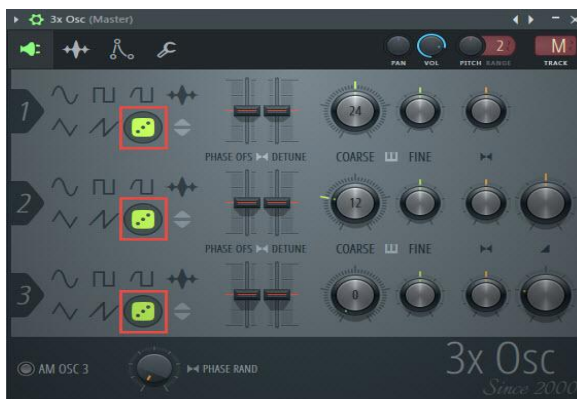 3x Osc (Master)
PAN VOL PITCH RANGE 2 M TRACK
1
24
PHASE OFS DETUNE COARSE FINE
2
12
PHASE OFS DETUNE COARSE FINE
3
0
AM OSC 3 PHASE RAND
3x Osc
Since 2000